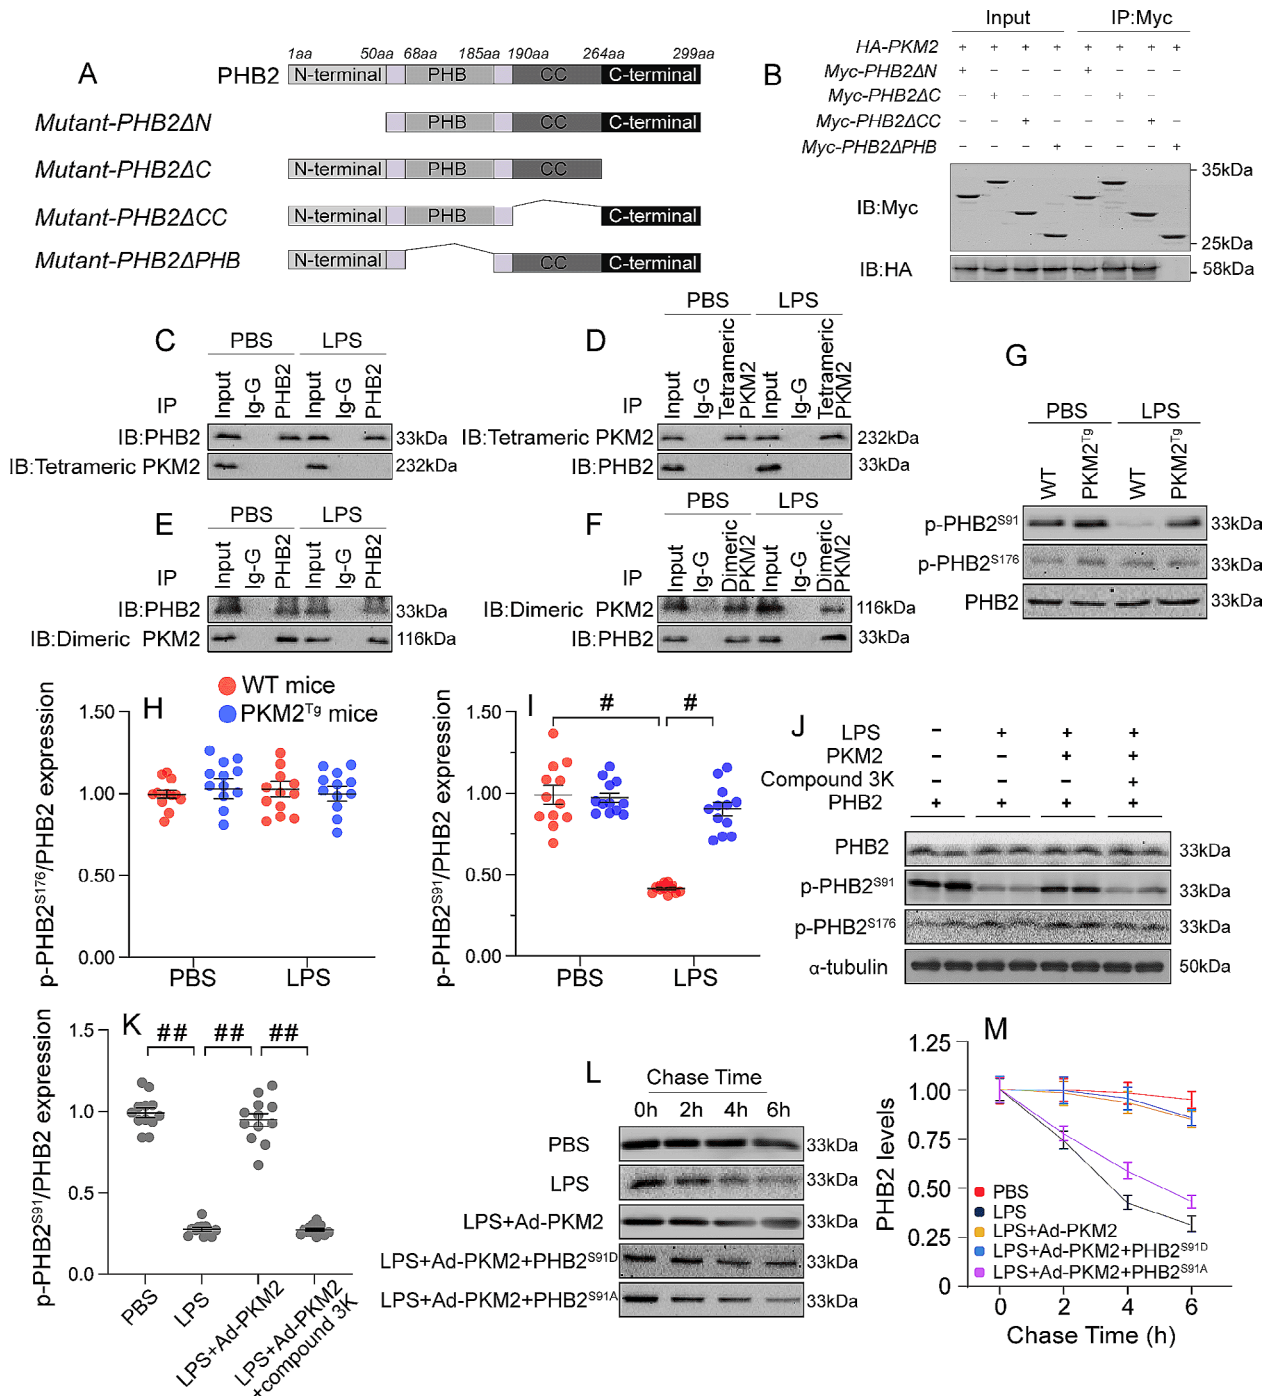 A
1aa 50aa 68aa 185aa 190aa 264aa 299aa
PHB2 N-terminal PHB CC C-terminal
Mutant-PHB2ΔN PHB CC C-terminal
Mutant-PHB2ΔC N-terminal PHB CC
Mutant-PHB2ΔCC N-terminal PHB C-terminal
Mutant-PHB2ΔPHB N-terminal CC C-terminal
B
Input IP:Myc
HA-PKM2 + + + + + + + +
Myc-PHB2ΔN + − − − + − − −
Myc-PHB2ΔC − + − − − + − −
Myc-PHB2ΔCC − − + − − − + −
Myc-PHB2ΔPHB − − − + − − − +
IB:Myc 35kDa
25kDa
IB:HA 58kDa
C
PBS LPS
IP Input Ig-G PHB2 Input Ig-G PHB2
IB:PHB2 33kDa
IB:Tetrameric PKM2 232kDa
D
PBS LPS
IP Input Ig-G Tetrameric PKM2 Input Ig-G Tetrameric PKM2
IB:Tetrameric PKM2 232kDa
IB:PHB2 33kDa
E
PBS LPS
IP Input Ig-G PHB2 Input Ig-G PHB2
IB:PHB2 33kDa
IB:Dimeric PKM2 116kDa
F
PBS LPS
IP Input Ig-G Dimeric PKM2 Input Ig-G Dimeric PKM2
IB:Dimeric PKM2 116kDa
IB:PHB2 33kDa
G
PBS LPS
WT PKM2Tg WT PKM2Tg
p-PHB2S91 33kDa
p-PHB2S176 33kDa
PHB2 33kDa
H
WT mice
PKM2Tg mice
p-PHB2S176/PHB2 expression
1.50
1.00
0.50
0.00
PBS LPS
I
p-PHB2S91/PHB2 expression
# #
1.50
1.00
0.50
0.00
PBS LPS
J
LPS − + + +
PKM2 − − + +
Compound 3K − − − +
PHB2 + + + +
PHB2 33kDa
p-PHB2S91 33kDa
p-PHB2S176 33kDa
α-tubulin 50kDa
K
p-PHB2S91/PHB2 expression
## ## ##
1.5
1.0
0.5
0.0
PBS
LPS
LPS+Ad-PKM2
LPS+Ad-PKM2
+compound 3K
L
Chase Time
0h 2h 4h 6h
PBS 33kDa
LPS 33kDa
LPS+Ad-PKM2 33kDa
LPS+Ad-PKM2+PHB2S91D 33kDa
LPS+Ad-PKM2+PHB2S91A 33kDa
M
PHB2 levels
1.25
1.00
0.75
0.50
0.25
0
PBS
LPS
LPS+Ad-PKM2
LPS+Ad-PKM2+PHB2S91D
LPS+Ad-PKM2+PHB2S91A
0 2 4 6
Chase Time (h)